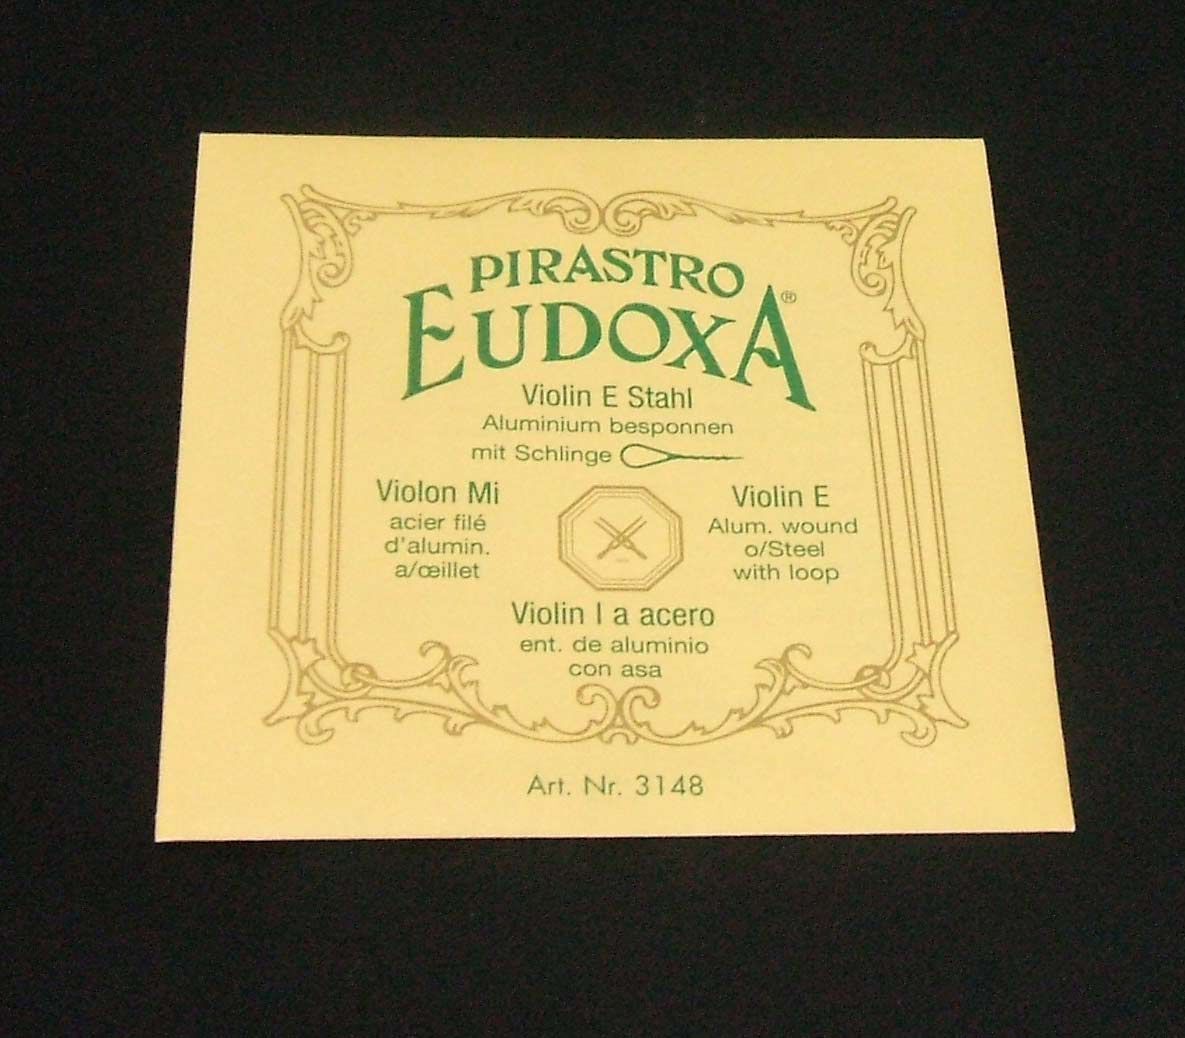 PIRASTRO
EUDOXA®
Violin E Stahl
Aluminium besponnen
mit Schlinge
Violon Mi
acier filé
d'alumin.
a/œillet
Violin E
Alum. wound
o/Steel
with loop
Violin I a acero
ent. de aluminio
con asa
Art. Nr. 3148